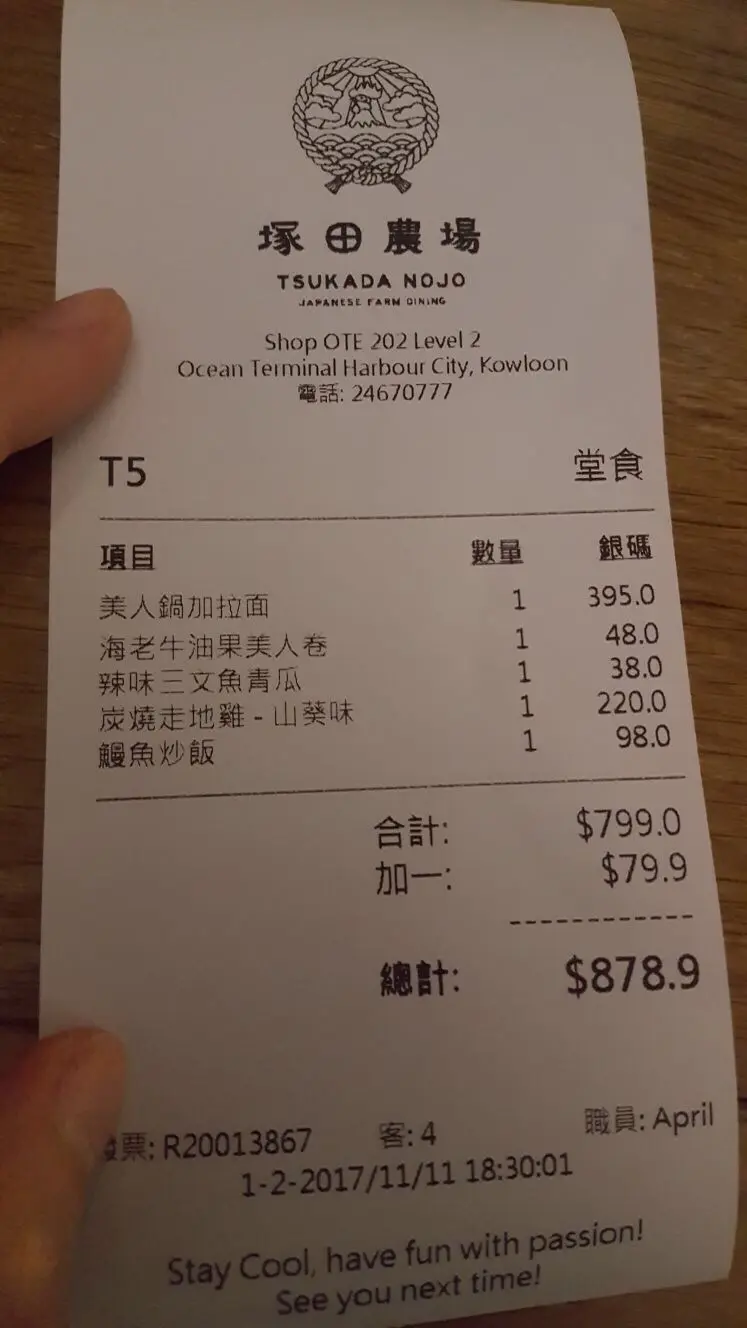 塚田農場
TSUKADA NOJO
JAPANESE FARM DINING
Shop OTE 202 Level 2
Ocean Terminal Harbour City, Kowloon
電話: 24670777
T5 堂食
項目 數量 銀碼
美人鍋加拉面 1 395.0
海老牛油果美人卷 1 48.0
辣味三文魚青瓜 1 38.0
炭燒走地雞 - 山葵味 1 220.0
鰻魚炒飯 1 98.0
合計: $799.0
加一: $79.9
總計: $878.9
票: R20013867 客: 4 職員: April
1-2-2017/11/11 18:30:01
Stay Cool, have fun with passion!
See you next time!